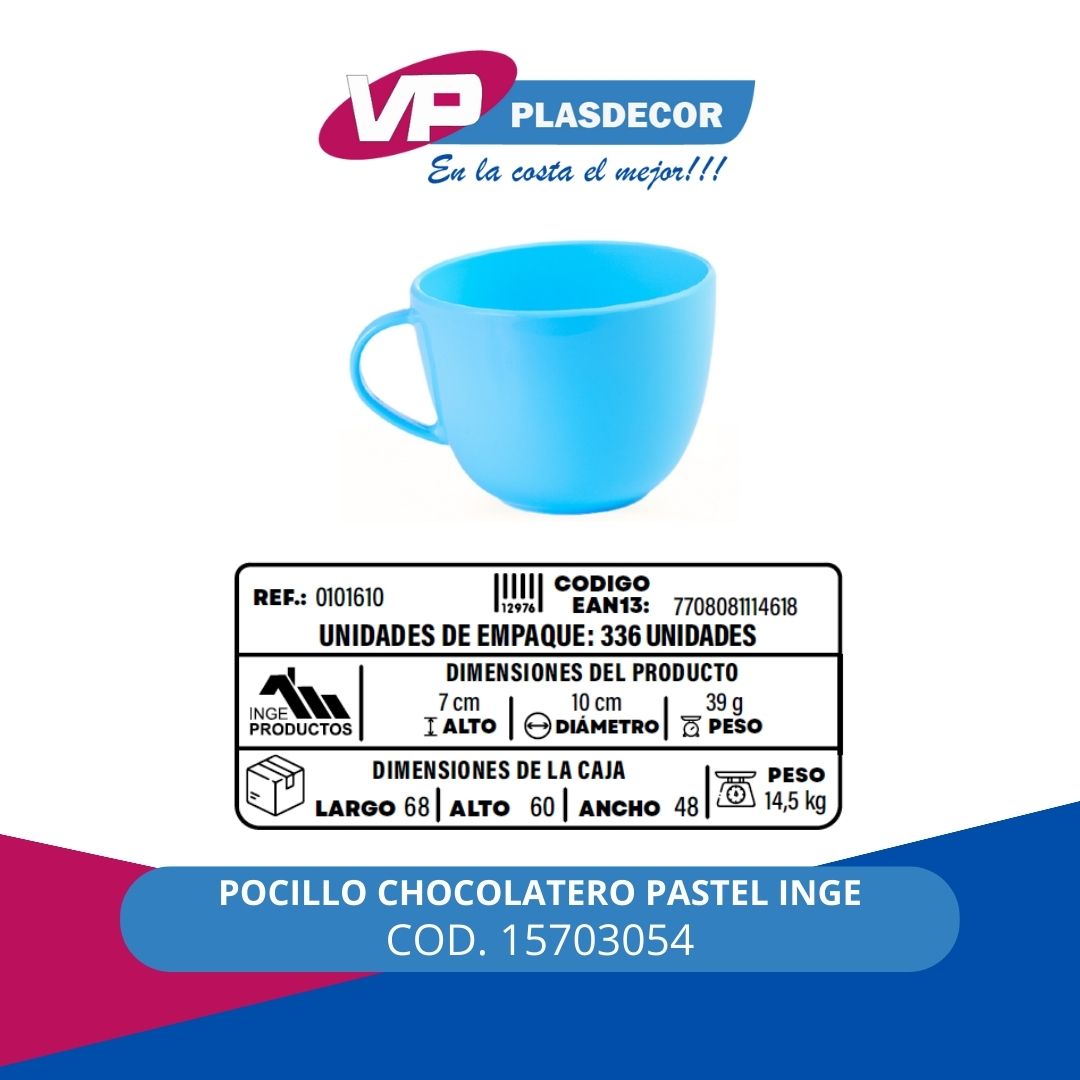 VP PLASDECOR
En la costa el mejor!!!
REF.: 0101610
12976
CODIGO
EAN13: 7708081114618
UNIDADES DE EMPAQUE: 336 UNIDADES
INGE
PRODUCTOS
DIMENSIONES DEL PRODUCTO
7 cm 10 cm 39 g
ALTO DIÁMETRO PESO
DIMENSIONES DE LA CAJA
LARGO 68 ALTO 60 ANCHO 48
PESO
14,5 kg
POCILLO CHOCOLATERO PASTEL INGE
COD. 15703054